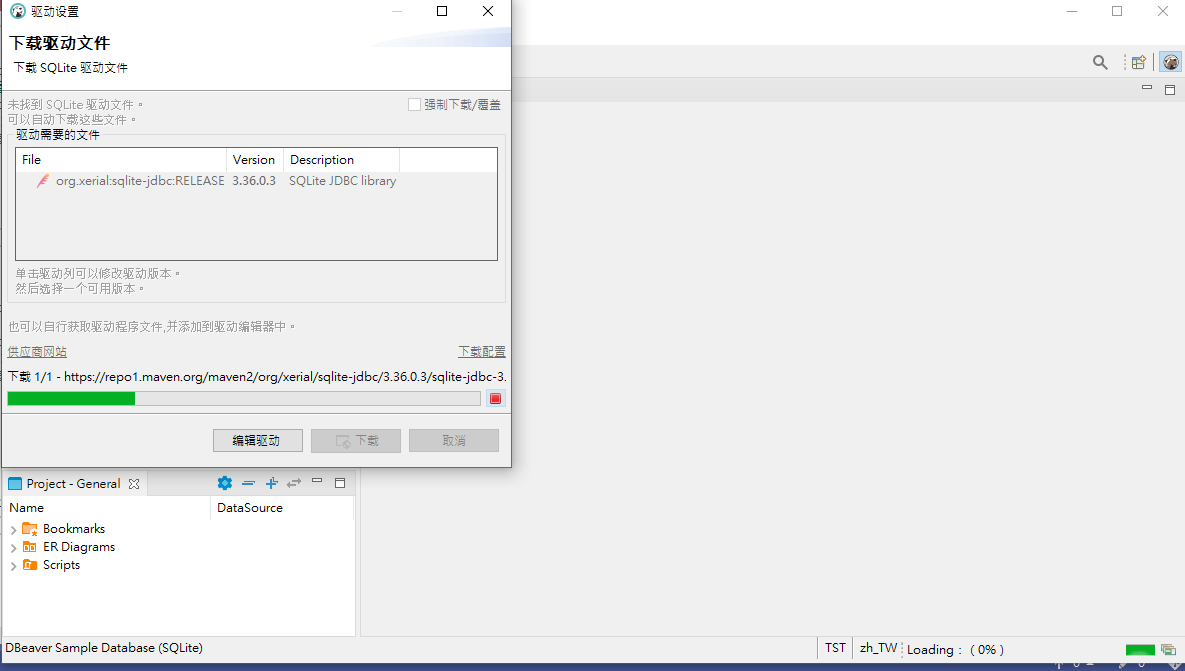 驱动设置
下载驱动文件
下载 SQLite 驱动文件
未找到 SQLite 驱动文件。
可以自动下载这些文件。
强制下载/覆盖
驱动需要的文件
File Version Description
org.xerial:sqlite-jdbc:RELEASE 3.36.0.3 SQLite JDBC library
单击驱动列可以修改驱动版本。
然后选择一个可用版本。
也可以自行获取驱动程序文件,并添加到驱动编辑器中。
供应商网站 下载配置
下载 1/1 - https://repo1.maven.org/maven2/org/xerial/sqlite-jdbc/3.36.0.3/sqlite-jdbc-3.
编辑驱动 下载 取消
Project - General
Name DataSource
Bookmarks
ER Diagrams
Scripts
DBeaver Sample Database (SQLite) TST zh_TW Loading : ( 0% )